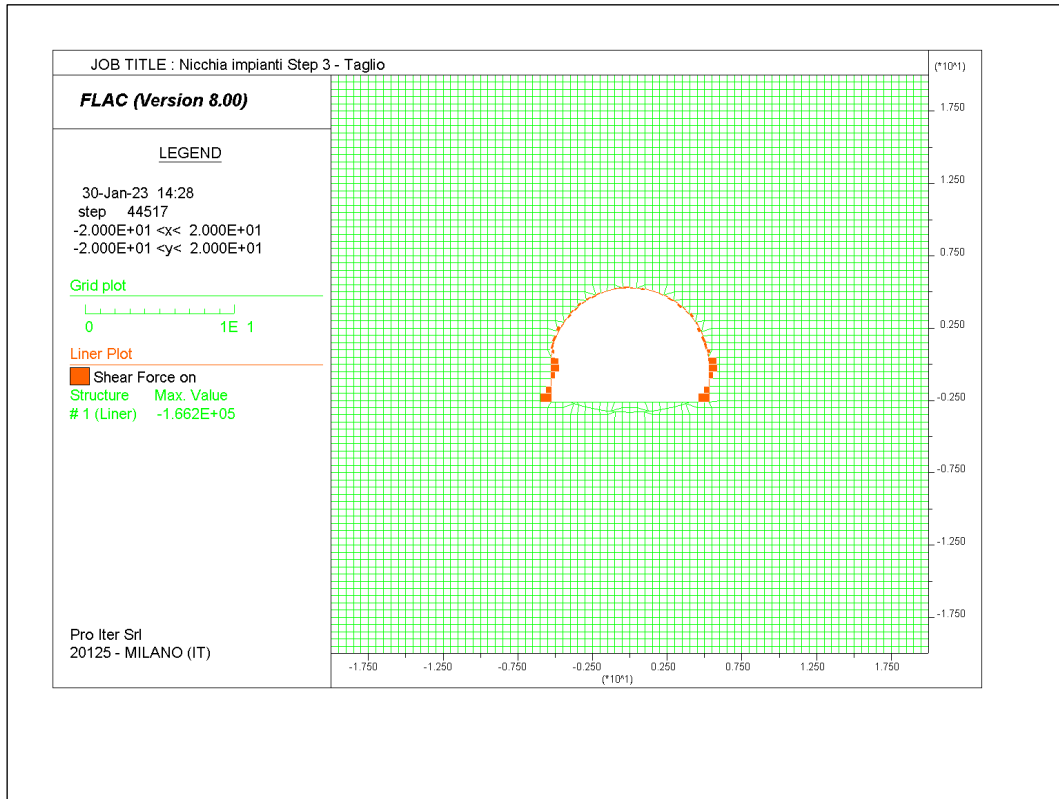 JOB TITLE : Nicchia impianti Step 3 - Taglio
FLAC (Version 8.00)
LEGEND
30-Jan-23 14:28
step 44517
-2.000E+01 <x< 2.000E+01
-2.000E+01 <y< 2.000E+01
Grid plot
0 1E 1
Liner Plot
Shear Force on
Structure Max. Value
# 1 (Liner) -1.662E+05
Pro Iter Srl
20125 - MILANO (IT)
(*10^1)
1.750
1.250
0.750
0.250
-0.250
-0.750
-1.250
-1.750
-1.750 -1.250 -0.750 -0.250 0.250 0.750 1.250 1.750
(*10^1)